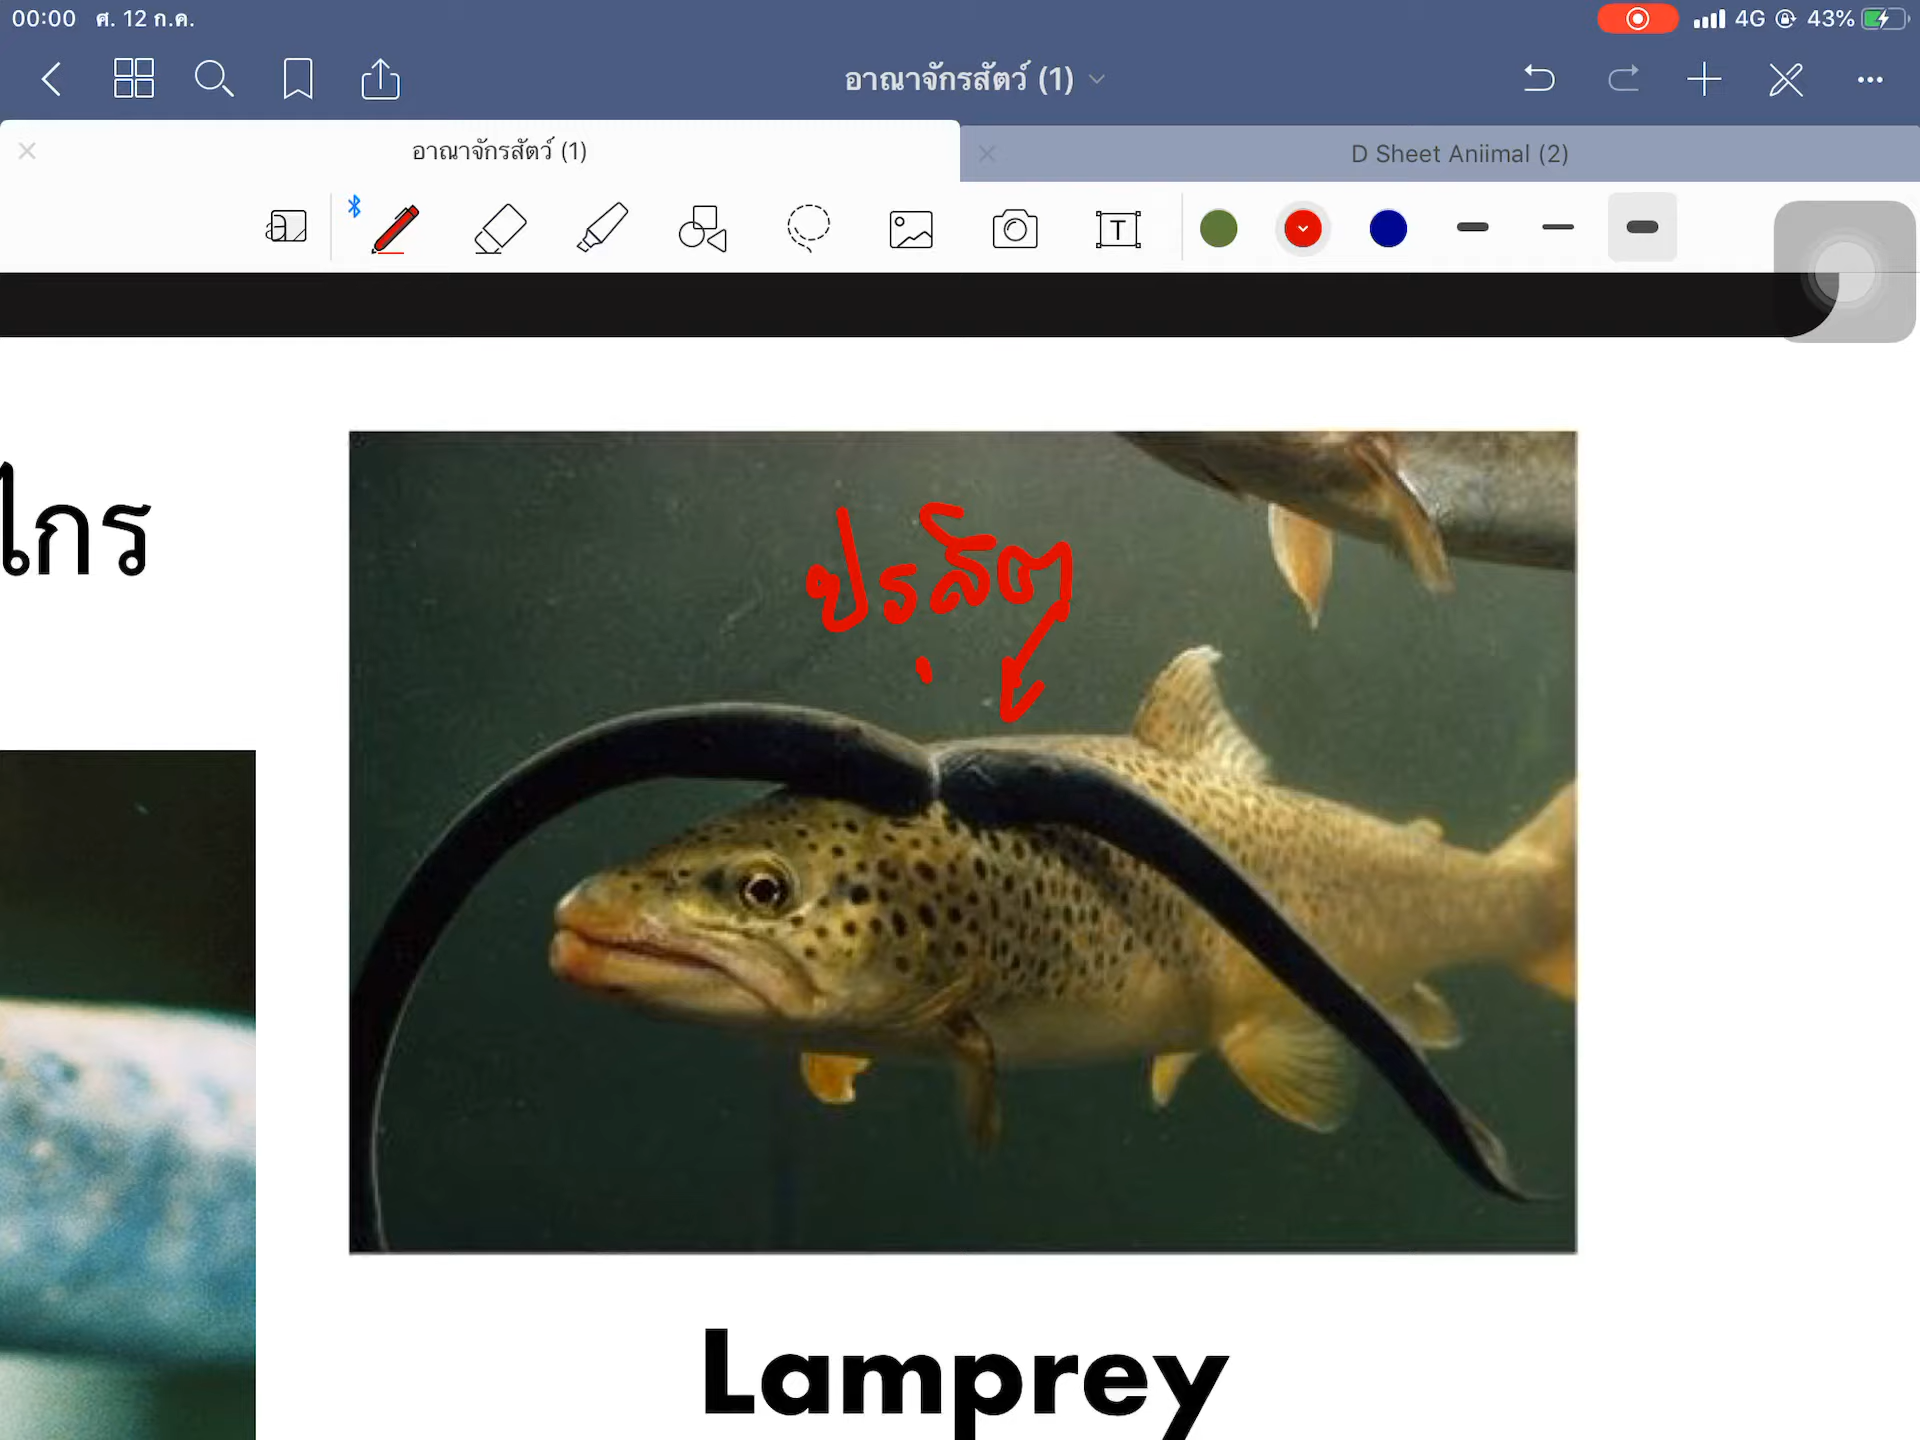 00:00 ศ. 12 ก.ค.
4G 43%
อาณาจักรสัตว์ (1)
อาณาจักรสัตว์ (1)
D Sheet Aniimal (2)
T
ไกร
ปรสิต
Lamprey